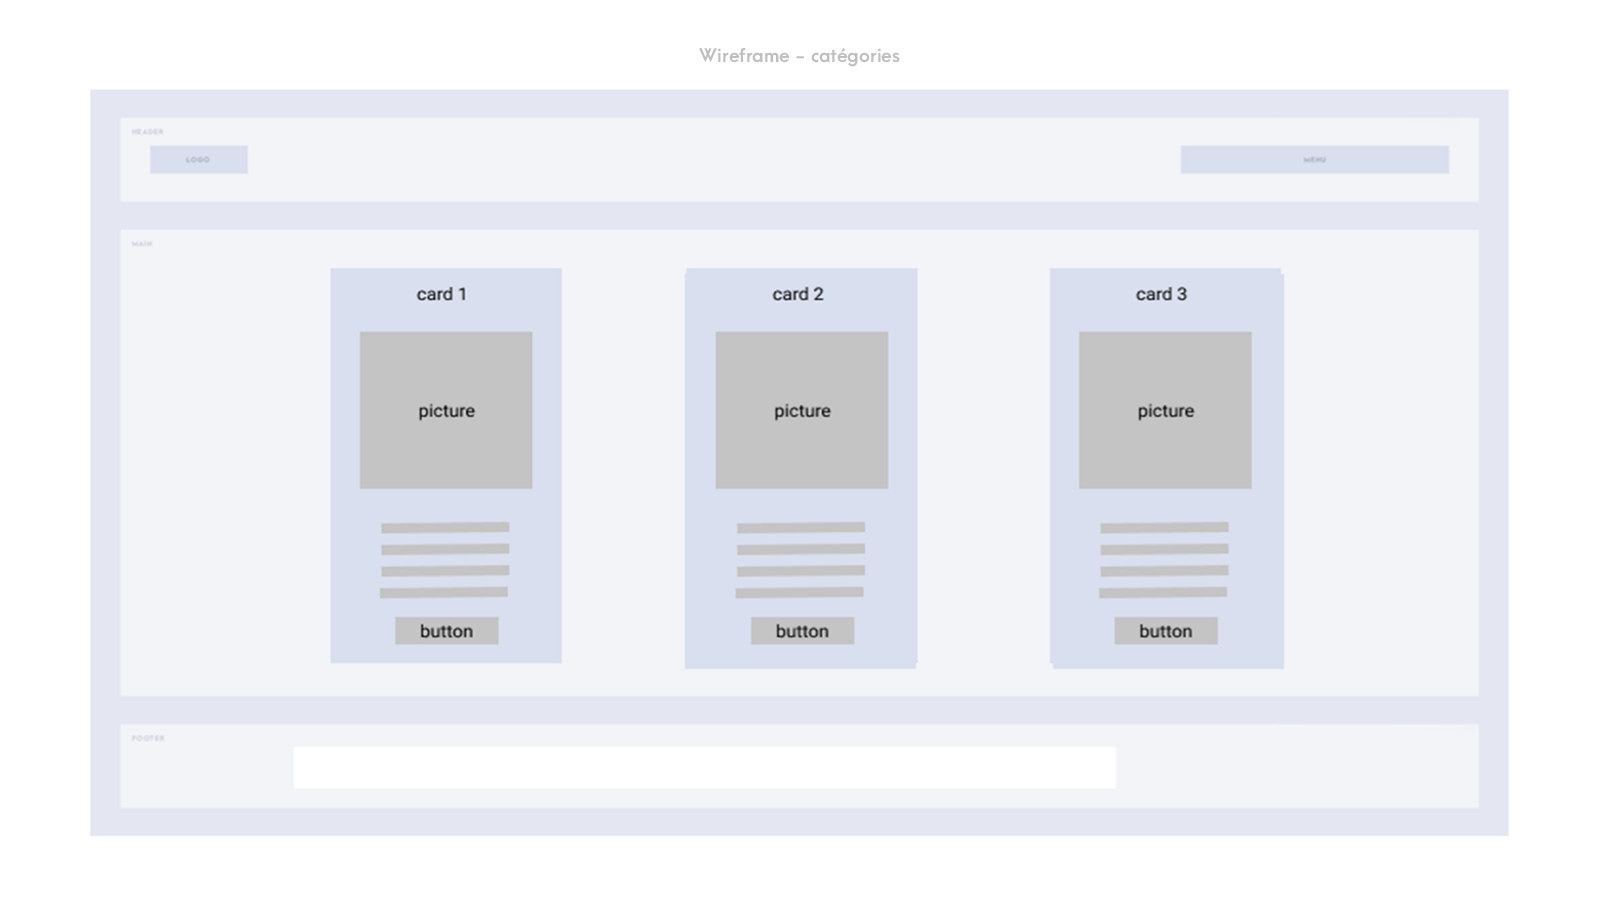 Wireframe - catégories
HEADER
LOGO
MENU
MAIN
card 1
card 2
card 3
picture
picture
picture
button
button
button
FOOTER